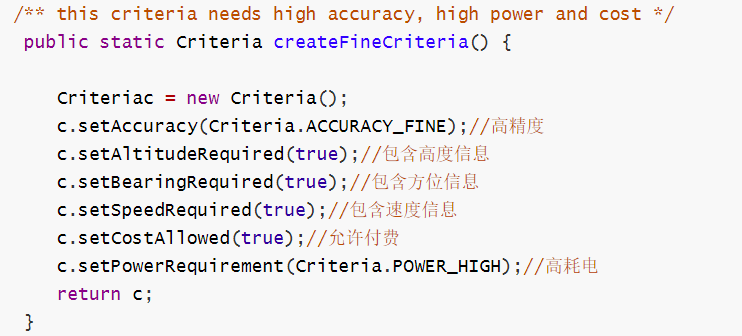 /** this criteria needs high accuracy, high power and cost */
public static Criteria createFineCriteria() {
Criteriac = new Criteria();
c.setAccuracy(Criteria.ACCURACY_FINE);//高精度
c.setAltitudeRequired(true);//包含高度信息
c.setBearingRequired(true);//包含方位信息
c.setSpeedRequired(true);//包含速度信息
c.setCostAllowed(true);//允许付费
c.setPowerRequirement(Criteria.POWER_HIGH);//高耗电
return c;
}